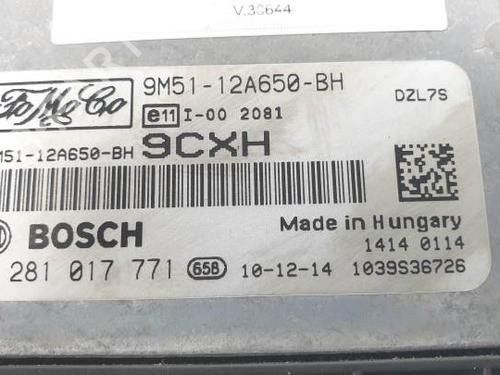 V.30644
FoMoCo
9M51-12A650-BH
DZL7S
e11 I-00 2081
M51-12A650-BH 9CXH
BOSCH
Made in Hungary
1414 0114
281 017 771 658 10-12-14 1039S36726